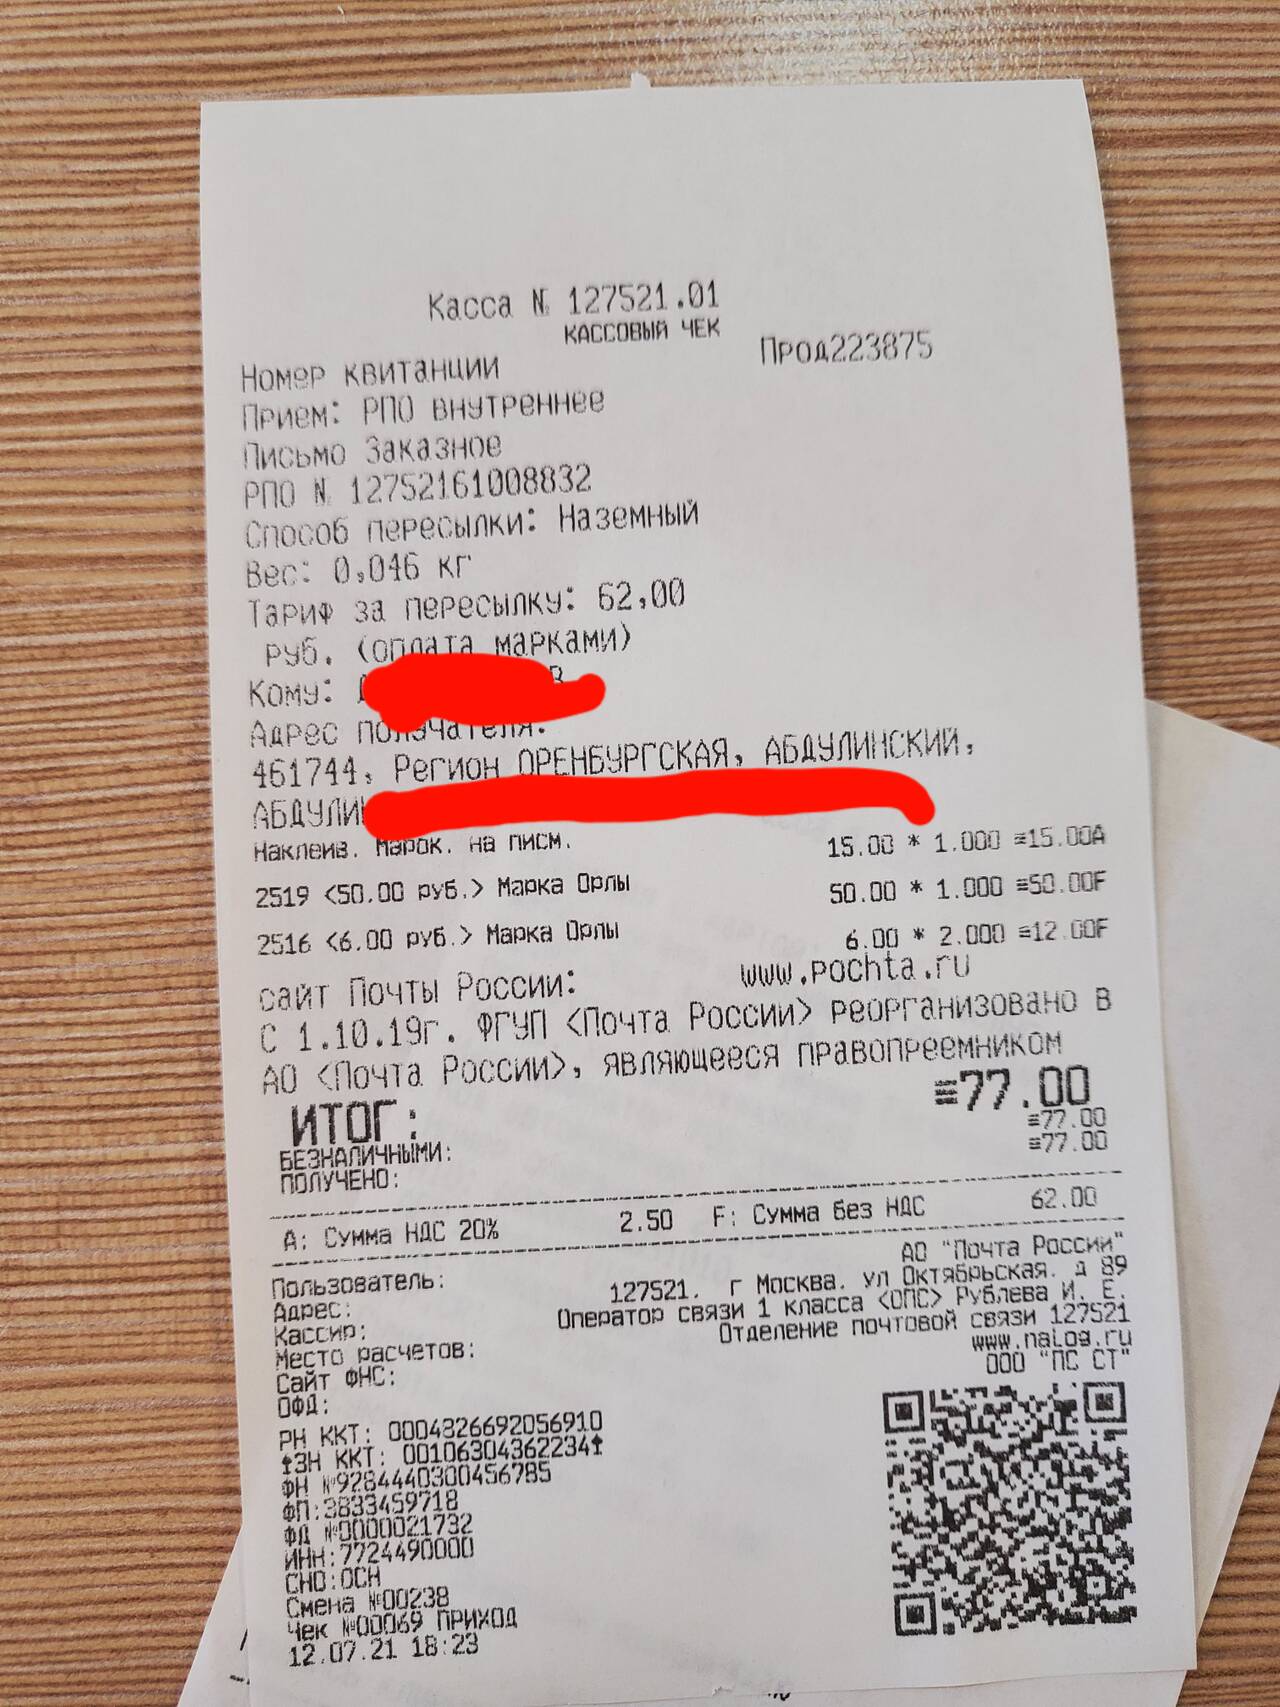 Касса № 127521.01
КАССОВЫЙ ЧЕК
Номер квитанции Прод223875
Прием: РПО внутреннее
Письмо Заказное
РПО № 12752161008832
Способ пересылки: Наземный
Вес: 0,046 кг
Тариф за пересылку: 62,00
руб. (оплата марками)
Кому:
Адрес получателя:
461744, Регион ОРЕНБУРГСКАЯ, АБДУЛИНСКИЙ,
АБДУЛИН
Наклеив. марок. на письм. 15.00 * 1.000 ≡15.00А
2519 <50.00 руб.> Марка Орлы 50.00 * 1.000 ≡50.00F
2516 <6.00 руб.> Марка Орлы 6.00 * 2.000 ≡12.00F
сайт Почты России: www.pochta.ru
С 1.10.19г. ФГУП <Почта России> реорганизовано в
АО <Почта России>, являющееся правопреемником
ИТОГ: ≡77.00
БЕЗНАЛИЧНЫМИ: ≡77.00
ПОЛУЧЕНО: ≡77.00
А: Сумма НДС 20% 2.50 F: Сумма без НДС 62.00
Пользователь: АО "Почта России"
Адрес: 127521, г Москва, ул Октябрьская, д 89
Кассир: Оператор связи 1 класса <ОПС> Рублева И. Е.
Место расчетов: Отделение почтовой связи 127521
Сайт ФНС: www.nalog.ru
ОФД: ООО "ПС СТ"
РН ККТ: 0004826692056910
ЗН ККТ: 00106304362234
ФН №9284440300456785
ФП:3833459718
ФД №0000021732
ИНН:7724490000
СНО:ОСН
Смена №00238
Чек №00069 ПРИХОД
12.07.21 18:23